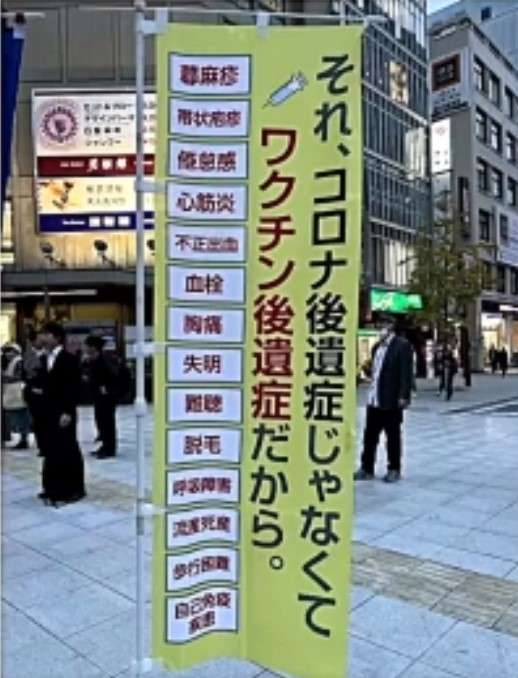 それ、コロナ後遺症じゃなくて
ワクチン後遺症だから。
蕁麻疹
帯状疱疹
倦怠感
心筋炎
不正出血
血栓
胸痛
失明
難聴
脱毛
呼吸障害
流産死産
歩行困難
自己免疫
疾患